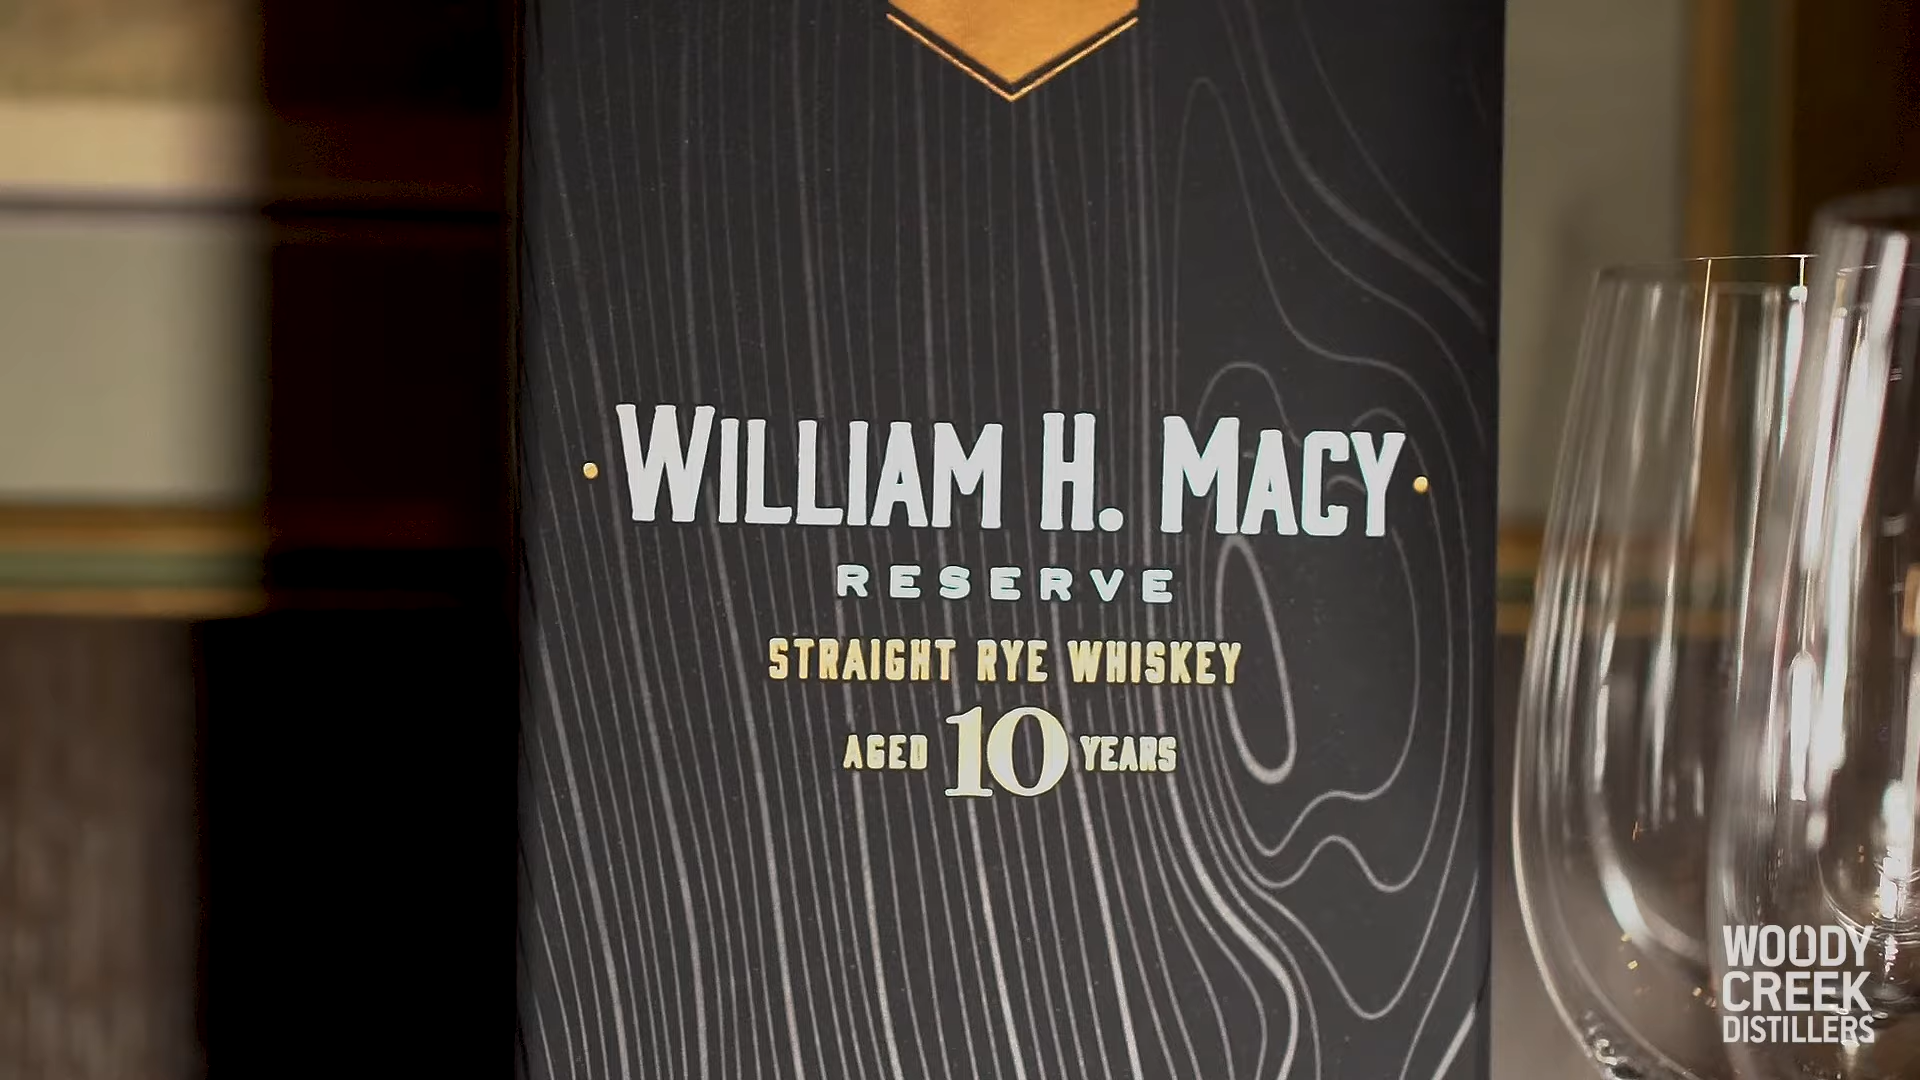 WILLIAM H. MACY
RESERVE
STRAIGHT RYE WHISKEY
AGED 10 YEARS
WOODY
CREEK
DISTILLERS